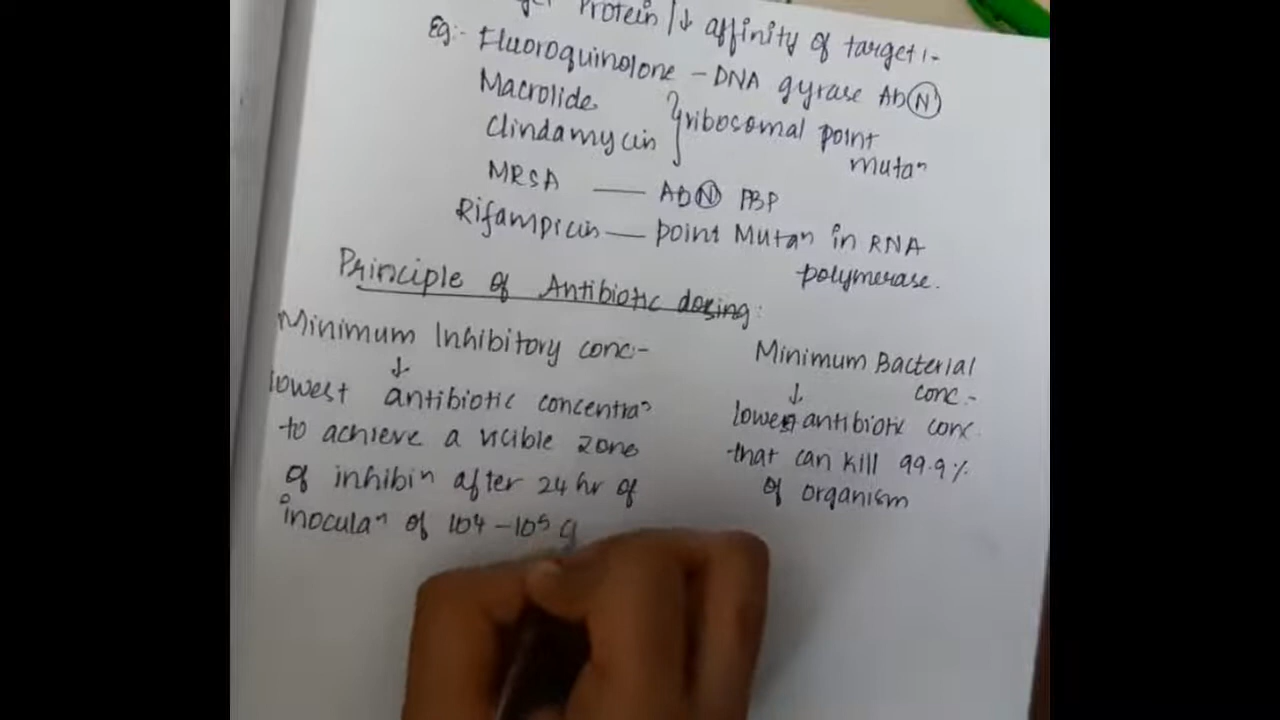 Protein / ↓ affinity of target :-
Eg:- Fluoroquinolone – DNA gyrase Ab(N)
Macrolide
Clindamycin } ribosomal point mutaⁿ
MRSA — Ab(N) PBP
Rifampicin — point Mutaⁿ in RNA polymerase.
Principle of Antibiotic dosing:
Minimum Inhibitory conc:-
↓
lowest antibiotic concentraⁿ
to achieve a visible zone
of inhibiⁿ after 24 hr of
inoculaⁿ of 10⁴ – 10⁵
Minimum Bacterial
conc.-
↓
lowest antibiotic conc.
that can kill 99.9%
of organism